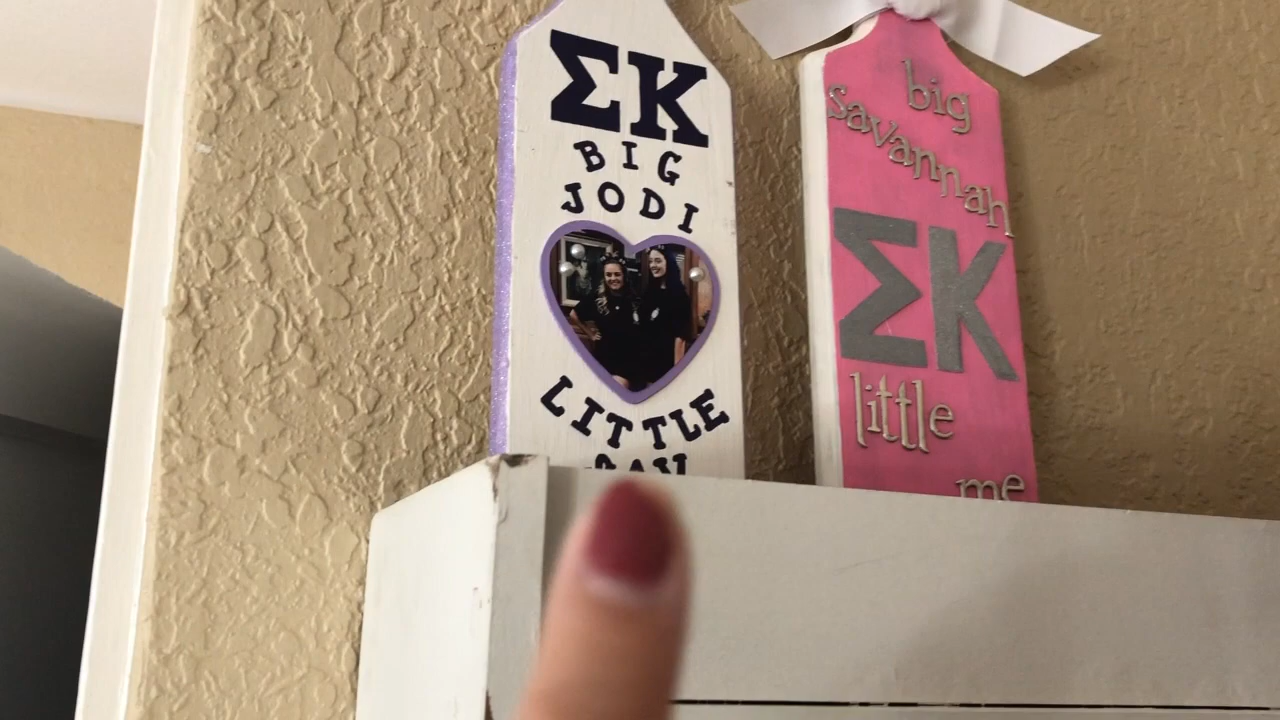 ΣΚ
BIG
JODI
LITTLE
big
savannah
ΣΚ
little
me